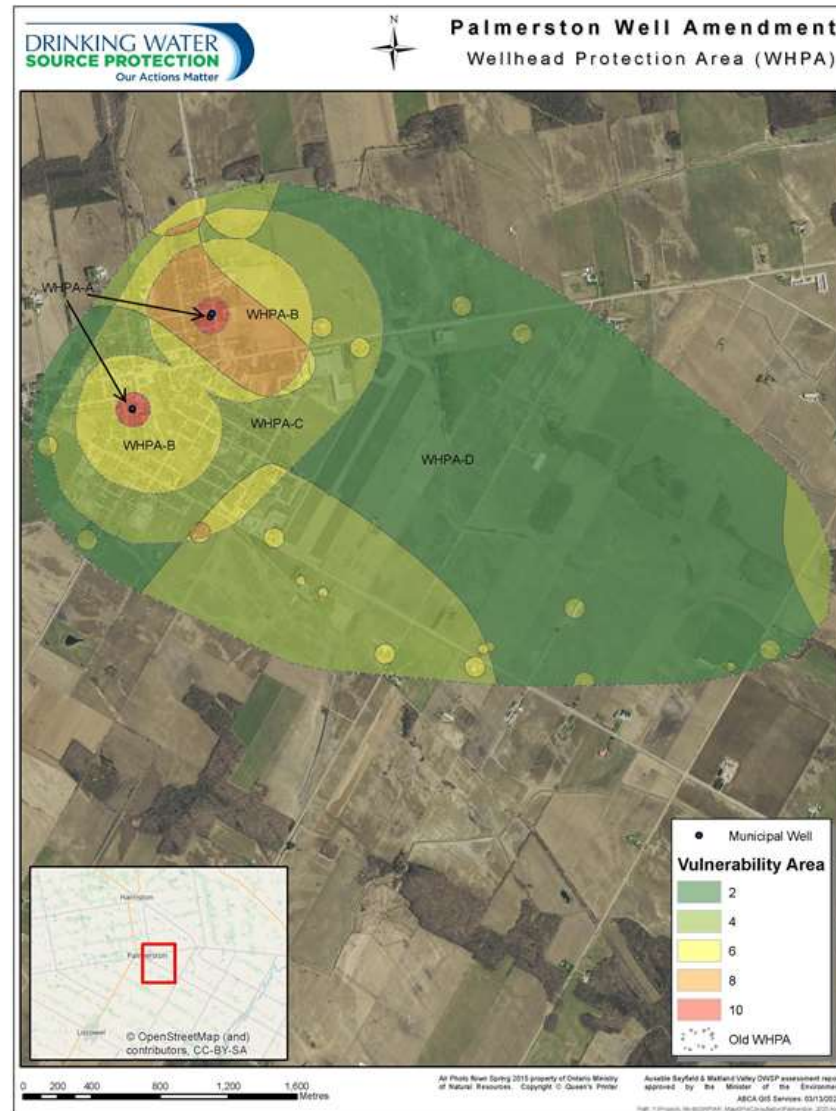 DRINKING WATER
SOURCE PROTECTION
Our Actions Matter
N
Palmerston Well Amendment
Wellhead Protection Area (WHPA)
WHPA-A
WHPA-B
WHPA-B
WHPA-C
WHPA-D
Municipal Well
Vulnerability Area
2
4
6
8
10
Old WHPA
Harriston
Palmerston
Listowel
© OpenStreetMap (and)
contributors, CC-BY-SA
0 200 400 800 1,200 1,600
Metres
Air Photo flown Spring 2015 property of Ontario Ministry
of Natural Resources. Copyright © Queen's Printer
Ausable Bayfield & Maitland Valley DWSP assessment repo
approved by the Minister of the Environmen
ABCA GIS Services